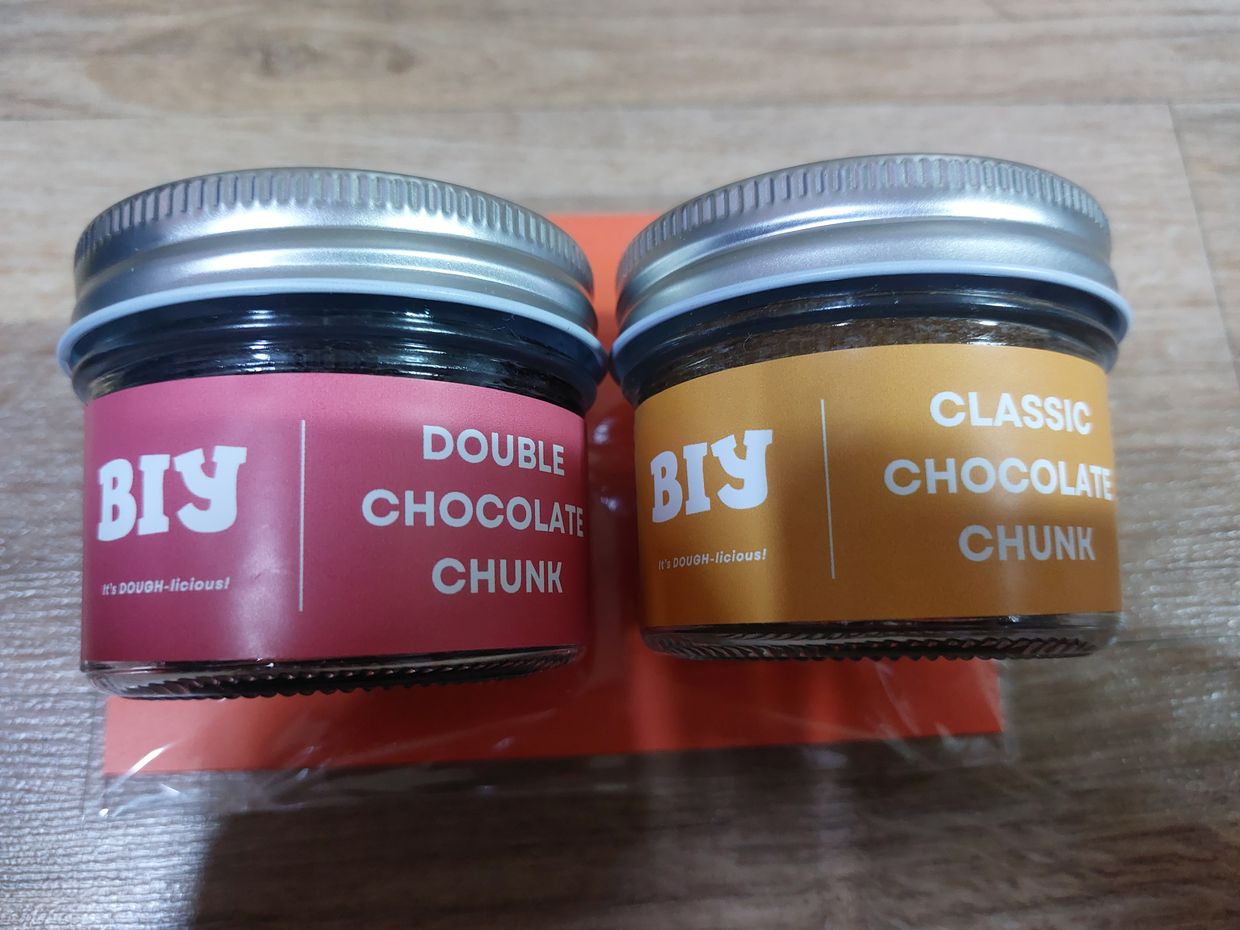 BIY
It's DOUGH-licious!
DOUBLE
CHOCOLATE
CHUNK
BIY
It's DOUGH-licious!
CLASSIC
CHOCOLATE
CHUNK